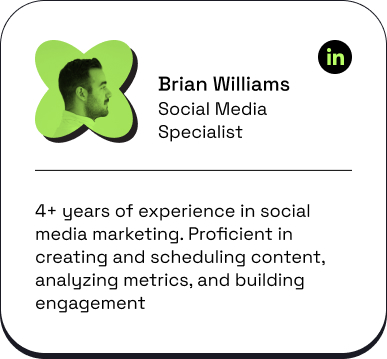 in
Brian Williams
Social Media
Specialist
4+ years of experience in social
media marketing. Proficient in
creating and scheduling content,
analyzing metrics, and building
engagement